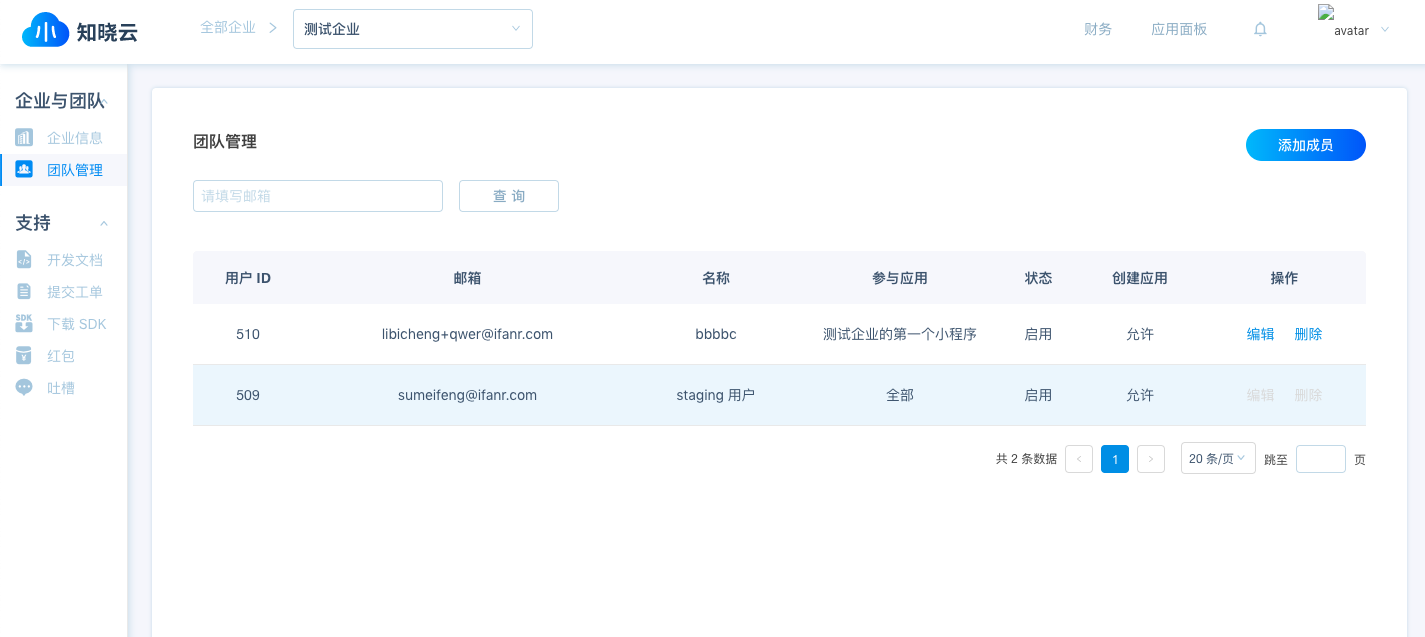 知晓云
全部企业
测试企业
财务
应用面板
avatar
企业与团队
企业信息
团队管理
支持
开发文档
提交工单
SDK
下载 SDK
红包
吐槽
团队管理
添加成员
请填写邮箱
查 询
用户 ID 邮箱 名称 参与应用 状态 创建应用 操作
510 libicheng+qwer@ifanr.com bbbbc 测试企业的第一个小程序 启用 允许 编辑 删除
509 sumeifeng@ifanr.com staging 用户 全部 启用 允许 编辑 删除
共 2 条数据 < 1 > 20 条/页 跳至 页